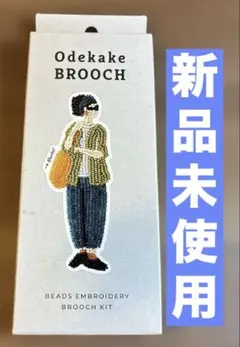 Odekake
BROOCH
BEADS EMBROIDERY
BROOCH KIT
新品未使用